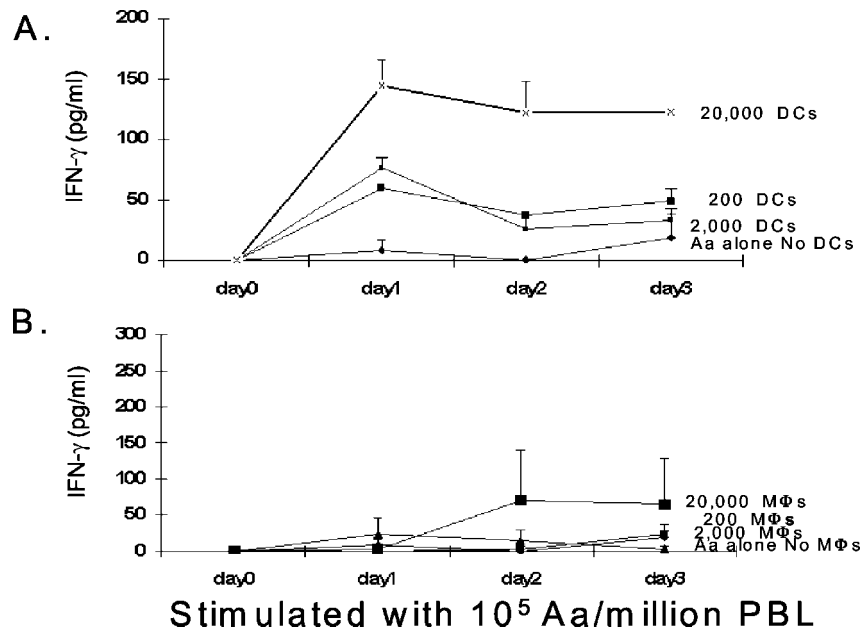 A.
200
150
100
50
0
IFN-γ (pg/ml)
20,000 DCs
200 DCs
2,000 DCs
Aa alone No DCs
day0 day1 day2 day3
B.
300
250
200
150
100
50
0
IFN-γ (pg/ml)
20,000 MΦs
200 MΦs
2,000 MΦs
Aa alone No MΦs
day0 day1 day2 day3
Stimulated with 10⁵ Aa/million PBL